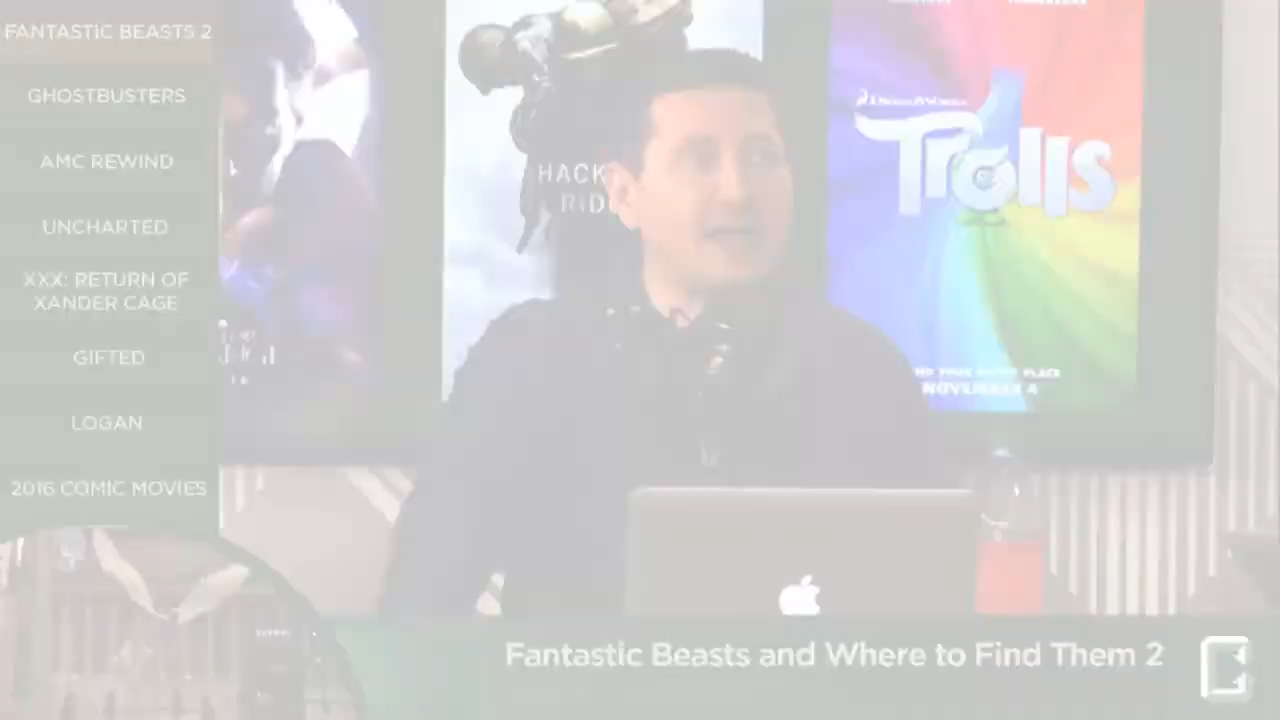 FANTASTIC BEASTS 2
GHOSTBUSTERS
AMC REWIND
UNCHARTED
XXX: RETURN OF
XANDER CAGE
GIFTED
LOGAN
2016 COMIC MOVIES
HACK
RID
DREAMWORKS
Trolls
PLACE
NOVEMBER 4
Fantastic Beasts and Where to Find Them 2